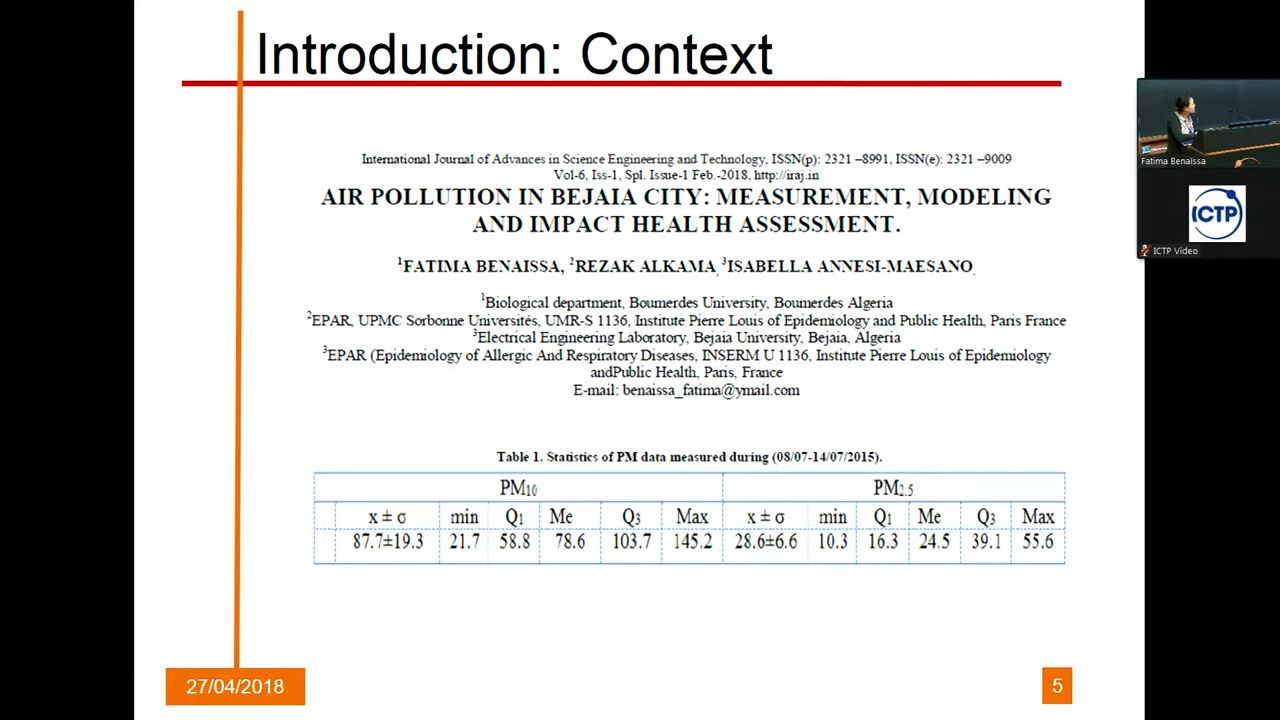 Introduction: Context
International Journal of Advances in Science Engineering and Technology, ISSN(p): 2321 –8991, ISSN(e): 2321 –9009
Vol-6, Iss-1, Spl. Issue-1 Feb.-2018, http://iraj.in
AIR POLLUTION IN BEJAIA CITY: MEASUREMENT, MODELING
AND IMPACT HEALTH ASSESSMENT.
1FATIMA BENAISSA, 2REZAK ALKAMA, 3ISABELLA ANNESI-MAESANO.
1Biological department, Boumerdes University, Boumerdes Algeria
2EPAR, UPMC Sorbonne Universités, UMR-S 1136, Institute Pierre Louis of Epidemiology and Public Health, Paris France
3Electrical Engineering Laboratory, Bejaia University, Bejaia, Algeria
3EPAR (Epidemiology of Allergic And Respiratory Diseases, INSERM U 1136, Institute Pierre Louis of Epidemiology
andPublic Health, Paris, France
E-mail: benaissa_fatima@ymail.com
Table 1. Statistics of PM data measured during (08/07-14/07/2015).
PM10 PM2.5
x ± σ min Q1 Me Q3 Max x ± σ min Q1 Me Q3 Max
87.7±19.3 21.7 58.8 78.6 103.7 145.2 28.6±6.6 10.3 16.3 24.5 39.1 55.6
27/04/2018
5
Fatima Benaissa
ICTP
ICTP Video